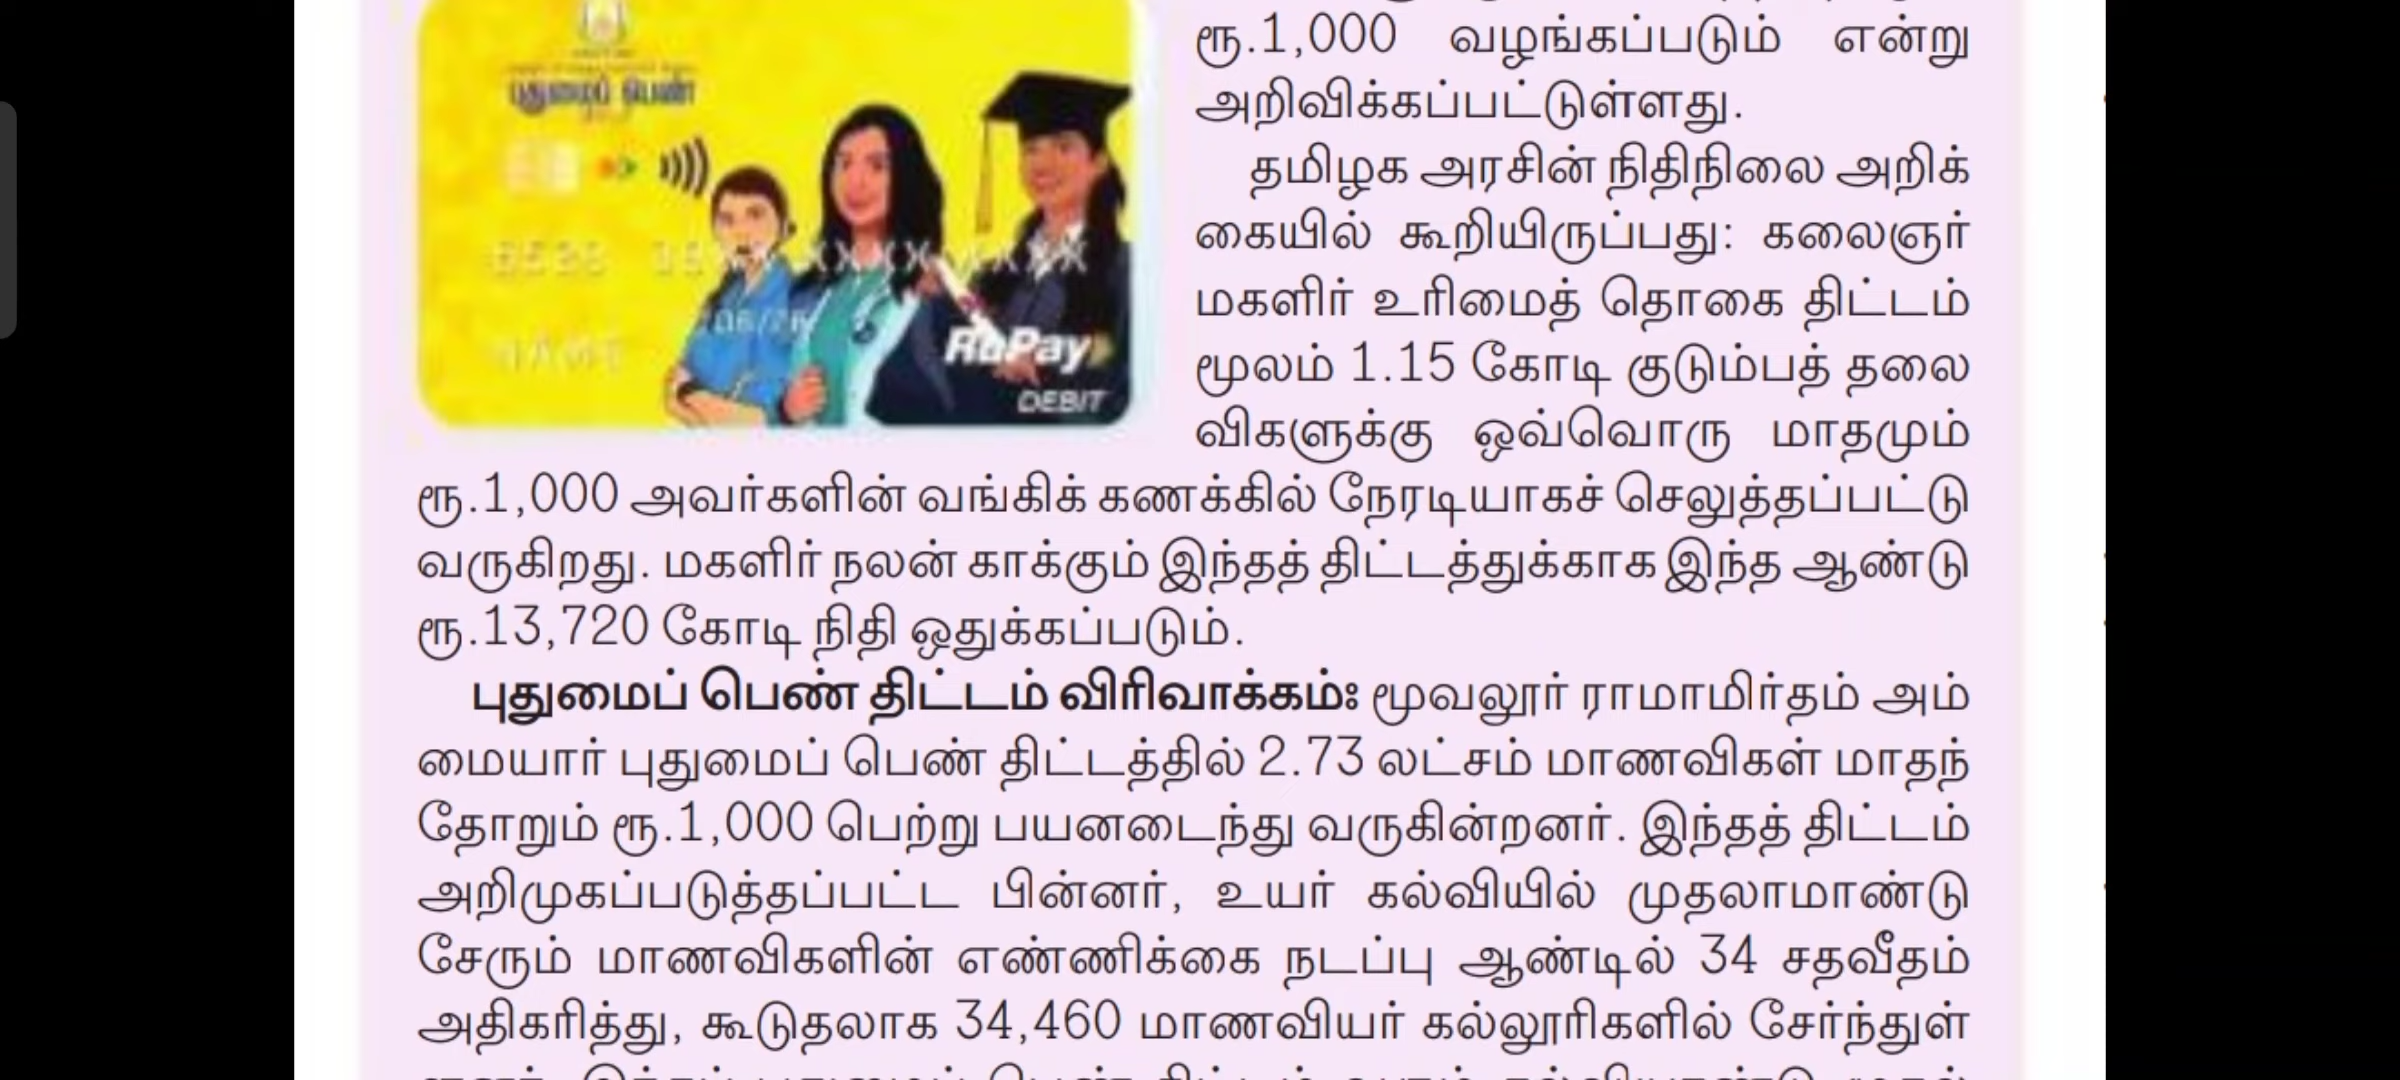 புதுமைப் பெண்
RuPay
DEBIT
ரூ.1,000 வழங்கப்படும் என்று
அறிவிக்கப்பட்டுள்ளது.
தமிழக அரசின் நிதிநிலை அறிக்
கையில் கூறியிருப்பது: கலைஞர்
மகளிர் உரிமைத் தொகை திட்டம்
மூலம் 1.15 கோடி குடும்பத் தலை
விகளுக்கு ஒவ்வொரு மாதமும்
ரூ.1,000 அவர்களின் வங்கிக் கணக்கில் நேரடியாகச் செலுத்தப்பட்டு
வருகிறது. மகளிர் நலன் காக்கும் இந்தத் திட்டத்துக்காக இந்த ஆண்டு
ரூ.13,720 கோடி நிதி ஒதுக்கப்படும்.
புதுமைப் பெண் திட்டம் விரிவாக்கம்: மூவலூர் ராமாமிர்தம் அம்
மையார் புதுமைப் பெண் திட்டத்தில் 2.73 லட்சம் மாணவிகள் மாதந்
தோறும் ரூ.1,000 பெற்று பயனடைந்து வருகின்றனர். இந்தத் திட்டம்
அறிமுகப்படுத்தப்பட்ட பின்னர், உயர் கல்வியில் முதலாமாண்டு
சேரும் மாணவிகளின் எண்ணிக்கை நடப்பு ஆண்டில் 34 சதவீதம்
அதிகரித்து, கூடுதலாக 34,460 மாணவியர் கல்லூரிகளில் சேர்ந்துள்